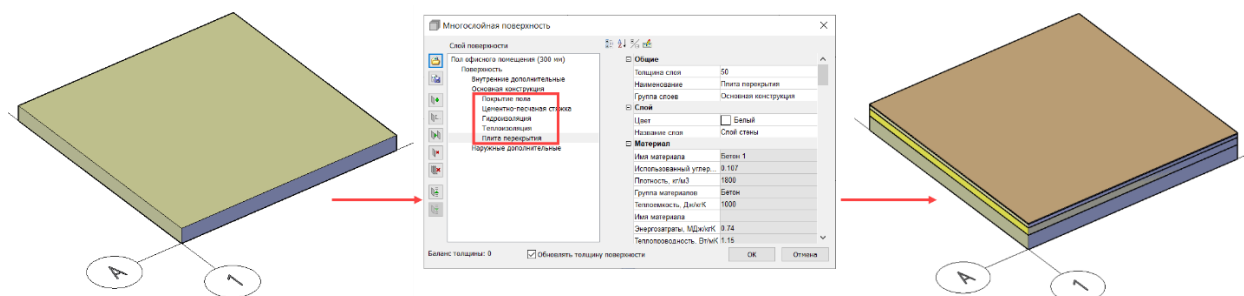 Многослойная поверхность
Слой поверхности
Пол офисного помещения (300 мм)
Поверхность
Внутренние дополнительные
Основная конструкция
Покрытие пола
Цементно-песчаная стяжка
Гидроизоляция
Теплоизоляция
Плита перекрытия
Наружные дополнительные
Общие
Толщина слоя 50
Наименование Плита перекрытия
Группа слоев Основная конструкция
Слой
Цвет Белый
Название слоя Слой стены
Материал
Имя материала Бетон 1
Использованный углер... 0.107
Плотность, кг/м3 1800
Группа материалов Бетон
Теплоемкость, Дж/кгК 1000
Имя материала
Энергозатраты, МДж/кгК 0.74
Теплопроводность, Вт/мК 1.15
Баланс толщины: 0 Обновлять толщину поверхности ОК Отмена
А 1
А 1